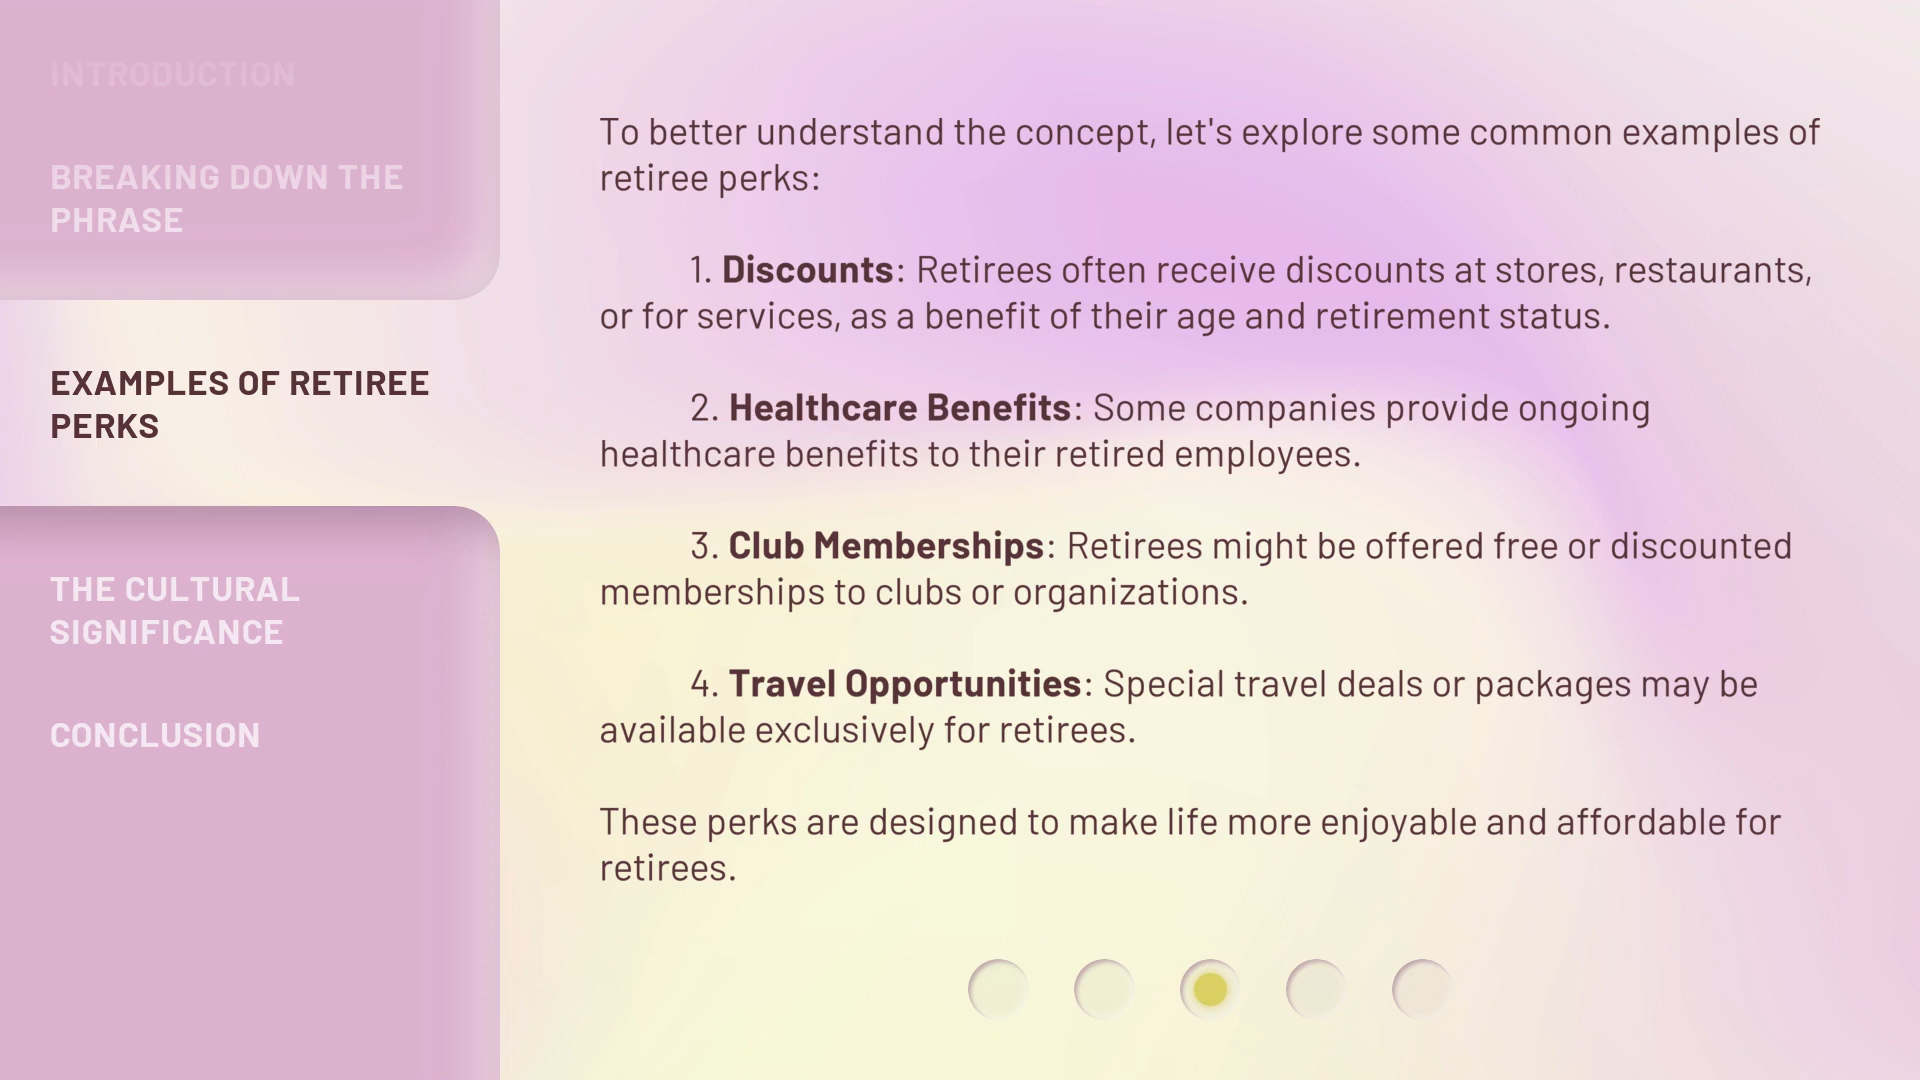 INTRODUCTION
BREAKING DOWN THE
PHRASE
EXAMPLES OF RETIREE
PERKS
THE CULTURAL
SIGNIFICANCE
CONCLUSION
To better understand the concept, let's explore some common examples of
retiree perks:
1. Discounts: Retirees often receive discounts at stores, restaurants,
or for services, as a benefit of their age and retirement status.
2. Healthcare Benefits: Some companies provide ongoing
healthcare benefits to their retired employees.
3. Club Memberships: Retirees might be offered free or discounted
memberships to clubs or organizations.
4. Travel Opportunities: Special travel deals or packages may be
available exclusively for retirees.
These perks are designed to make life more enjoyable and affordable for
retirees.